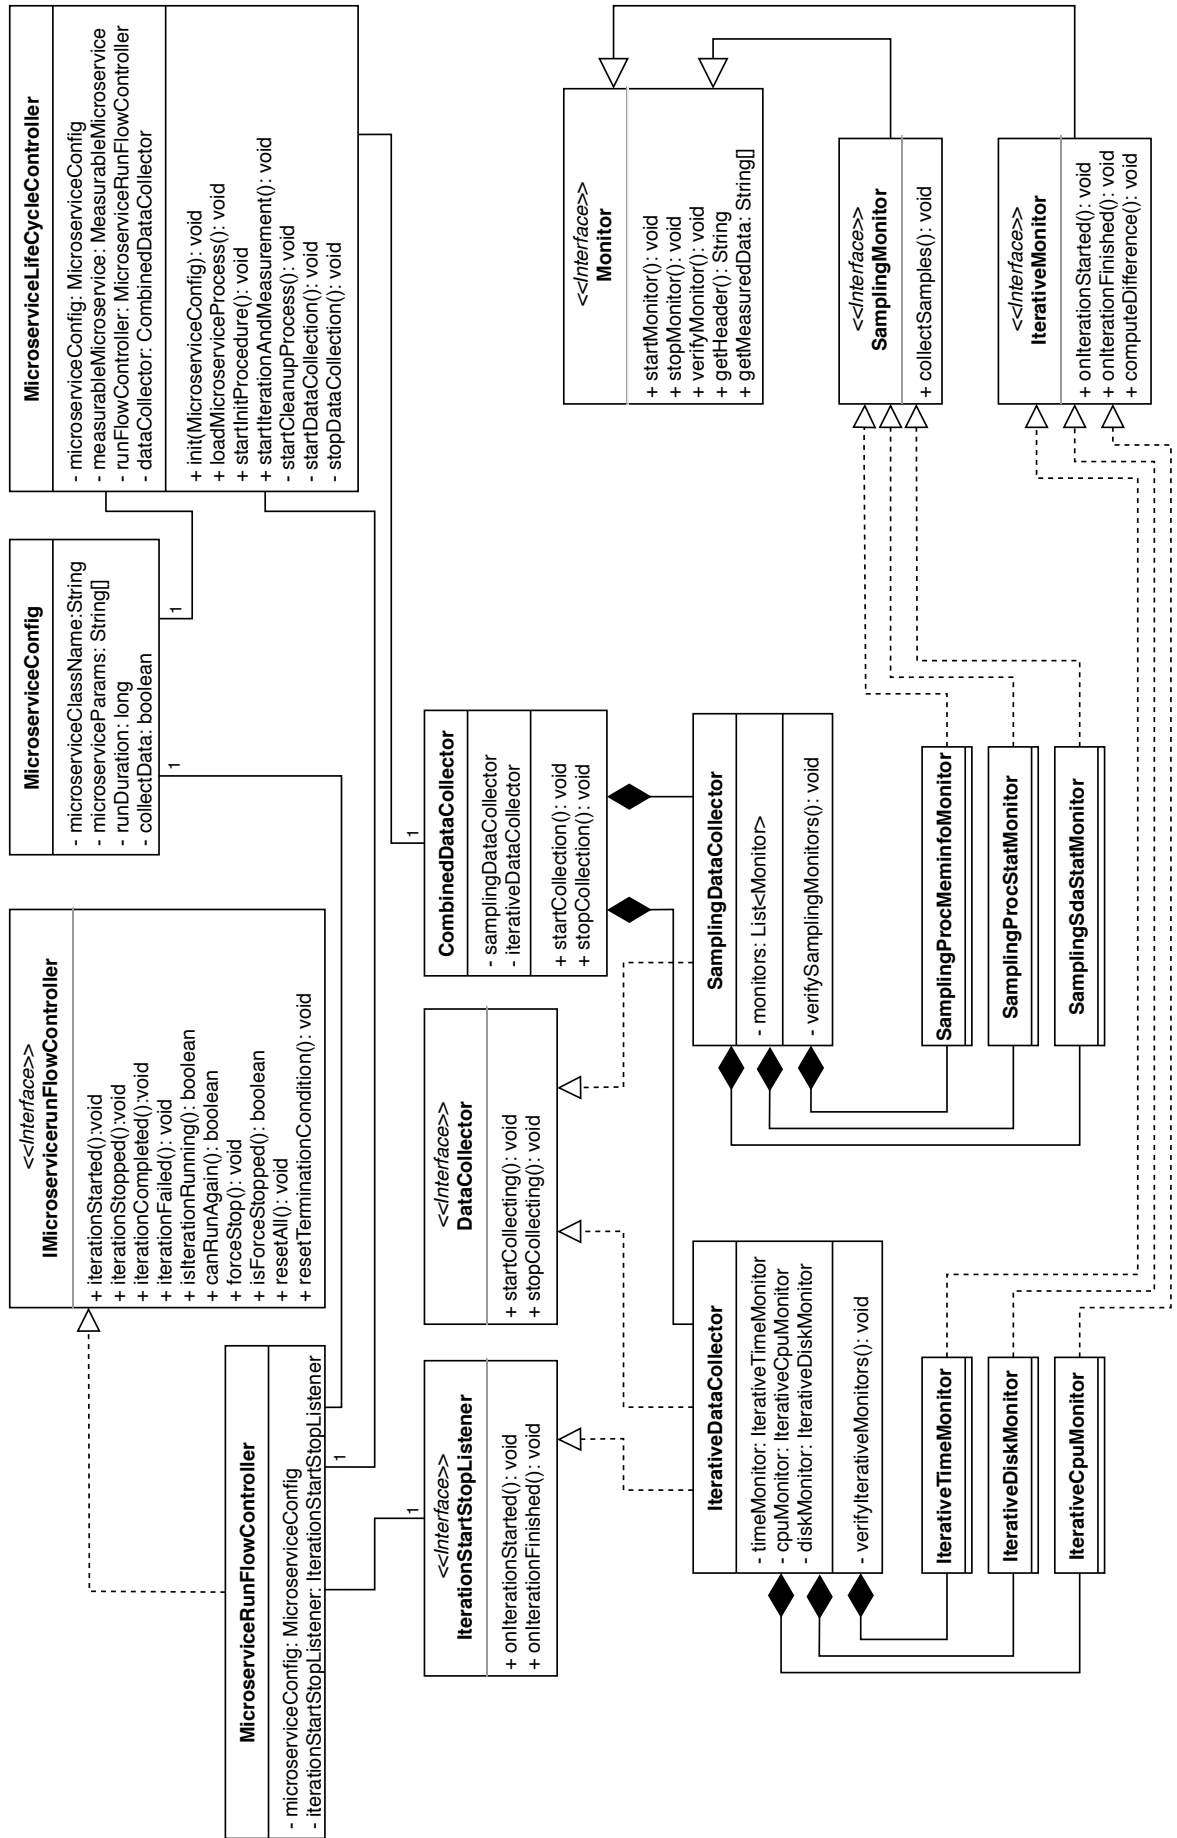 MicroserviceRunFlowController
- microserviceConfig: MicroserviceConfig
- iterationStartStopListener: IterationStartStopListener
<<Interface>>
IMicroservicerunFlowController
+ iterationStarted():void
+ iterationStopped():void
+ iterationCompleted():void
+ iterationFailed(): void
+ isIterationRunning(): boolean
+ canRunAgain(): boolean
+ forceStop(): void
+ isForceStopped(): boolean
+ resetAll(): void
+ resetTerminationCondition(): void
MicroserviceConfig
- microserviceClassName:String
- microserviceParams: String[]
- runDuration: long
- collectData: boolean
MicroserviceLifeCycleController
- microserviceConfig: MicroserviceConfig
- measurableMicroservice: MeasurableMicroservice
- runFlowController: MicroserviceRunFlowController
- dataCollector: CombinedDataCollector
+ init(MicroserviceConfig): void
+ loadMicroserviceProcess(): void
+ startInitProcedure(): void
+ startIterationAndMeasurement(): void
- startCleanupProcess(): void
- startDataCollection(): void
- stopDataCollection(): void
1
1
1
1
1
<<Interface>>
IterationStartStopListener
+ onIterationStarted(): void
+ onIterationFinished(): void
<<Interface>>
DataCollector
+ startCollecting(): void
+ stopCollecting(): void
CombinedDataCollector
- samplingDataCollector
- iterativeDataCollector
+ startCollection(): void
+ stopCollection(): void
<<Interface>>
Monitor
+ startMonitor(): void
+ stopMonitor(): void
+ verifyMonitor(): void
+ getHeader(): String
+ getMeasuredData: String[]
IterativeDataCollector
- timeMonitor: IterativeTimeMonitor
- cpuMonitor: IterativeCpuMonitor
- diskMonitor: IterativeDiskMonitor
- verifyIterativeMonitors(): void
SamplingDataCollector
- monitors: List<Monitor>
- verifySamplingMonitors(): void
<<Interface>>
SamplingMonitor
+ collectSamples(): void
IterativeTimeMonitor
IterativeDiskMonitor
IterativeCpuMonitor
SamplingProcMeminfoMonitor
SamplingProcStatMonitor
SamplingSdaStatMonitor
<<Interface>>
IterativeMonitor
+ onIterationStarted(): void
+ onIterationFinished(): void
+ computeDifference(): void